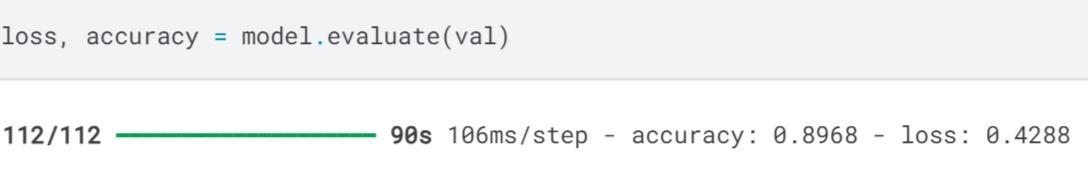 loss, accuracy = model.evaluate(val)
112/112 90s 106ms/step - accuracy: 0.8968 - loss: 0.4288